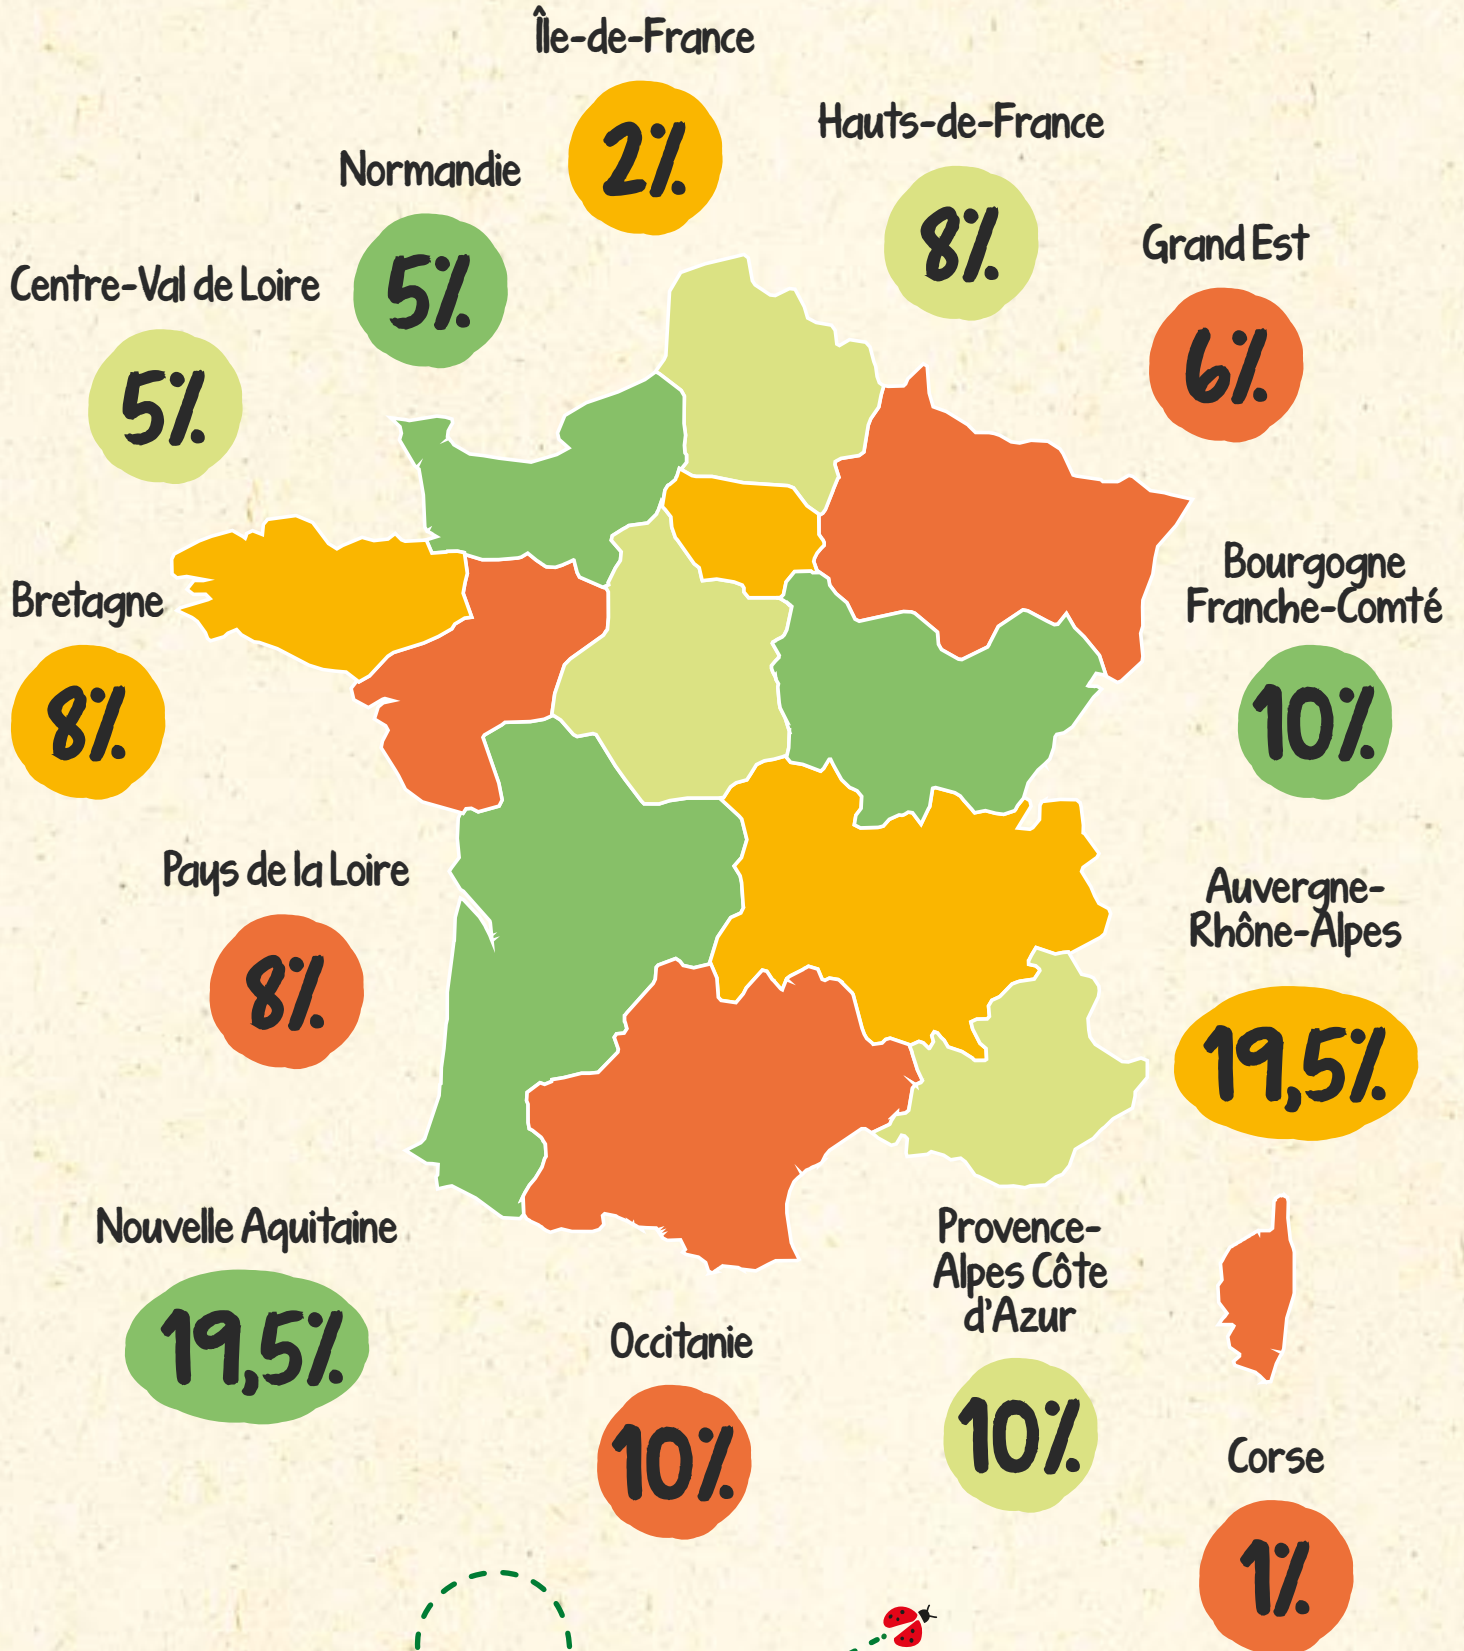 Île-de-France
2%
Hauts-de-France
8%
Normandie
5%
Grand Est
6%
Centre-Val de Loire
5%
Bourgogne
Franche-Comté
10%
Bretagne
8%
Pays de la Loire
8%
Auvergne-
Rhône-Alpes
19,5%
Nouvelle Aquitaine
19,5%
Provence-
Alpes Côte
d'Azur
10%
Occitanie
10%
Corse
1%